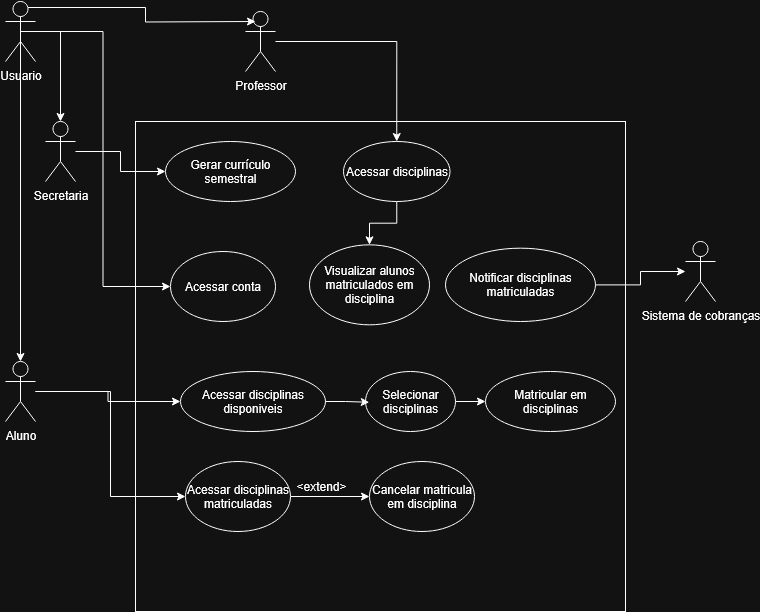 Usuario
Professor
Secretaria
Gerar currículo
semestral
Acessar disciplinas
Acessar conta
Visualizar alunos
matriculados em
disciplina
Notificar disciplinas
matriculadas
Sistema de cobranças
Aluno
Acessar disciplinas
disponíveis
Selecionar
disciplinas
Matricular em
disciplinas
Acessar disciplinas
matriculadas
<extend>
Cancelar matricula
em disciplina